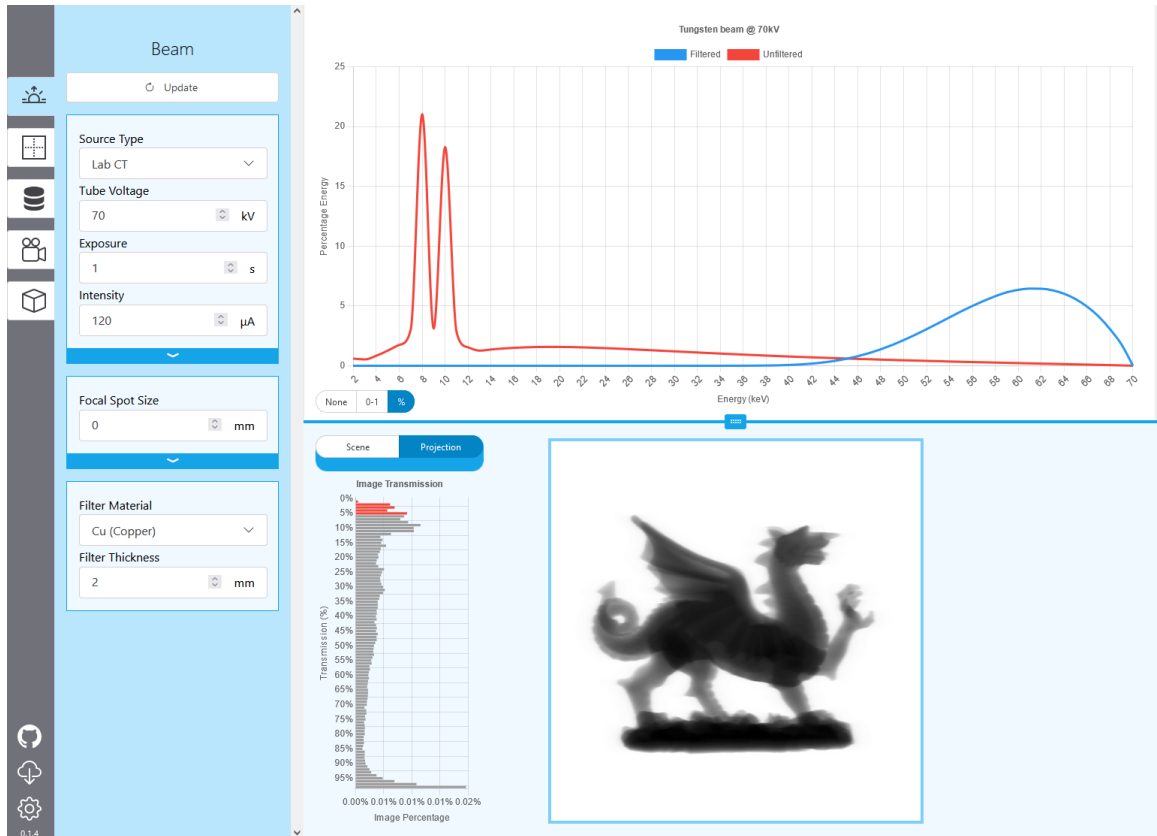 Beam
Update
Source Type
Lab CT
Tube Voltage
70 kV
Exposure
1 s
Intensity
120 µA
Focal Spot Size
0 mm
Filter Material
Cu (Copper)
Filter Thickness
2 mm
0.1.4
Tungsten beam @ 70kV
Filtered Unfiltered
Percentage Energy
25
20
15
10
5
0
2 4 6 8 10 12 14 16 18 20 22 24 26 28 30 32 34 36 38 40 42 44 46 48 50 52 54 56 58 60 62 64 66 68 70
Energy (keV)
None 0-1 %
Scene Projection
Image Transmission
Transmission (%)
0%
5%
10%
15%
20%
25%
30%
35%
40%
45%
50%
55%
60%
65%
70%
75%
80%
85%
90%
95%
0.00% 0.01% 0.01% 0.01% 0.02%
Image Percentage